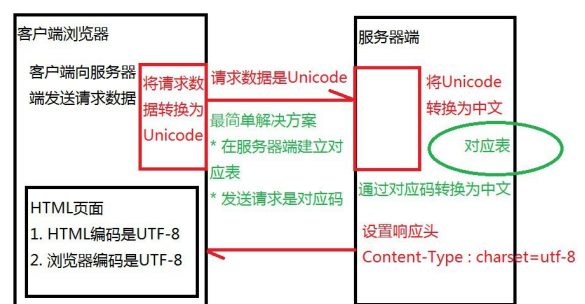 客户端浏览器
客户端向服务器
端发送请求数据
将请求数
据转换为
Unicode
HTML页面
1. HTML编码是UTF-8
2. 浏览器编码是UTF-8
请求数据是Unicode
最简单解决方案
* 在服务器端建立对
应表
* 发送请求是对应码
服务器端
将Unicode
转换为中文
对应表
通过对应码转换为中文
设置响应头
Content-Type : charset=utf-8